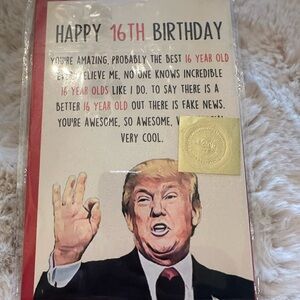 HAPPY 16TH BIRTHDAY
YOU'RE AMAZING, PROBABLY THE BEST 16 YEAR OLD
BELIEVE ME, NO ONE KNOWS INCREDIBLE
16 YEAR OLDS LIKE I DO. TO SAY THERE IS A
BETTER 16 YEAR OLD OUT THERE IS FAKE NEWS.
YOU'RE AWESOME, SO AWESOME,
VERY COOL.